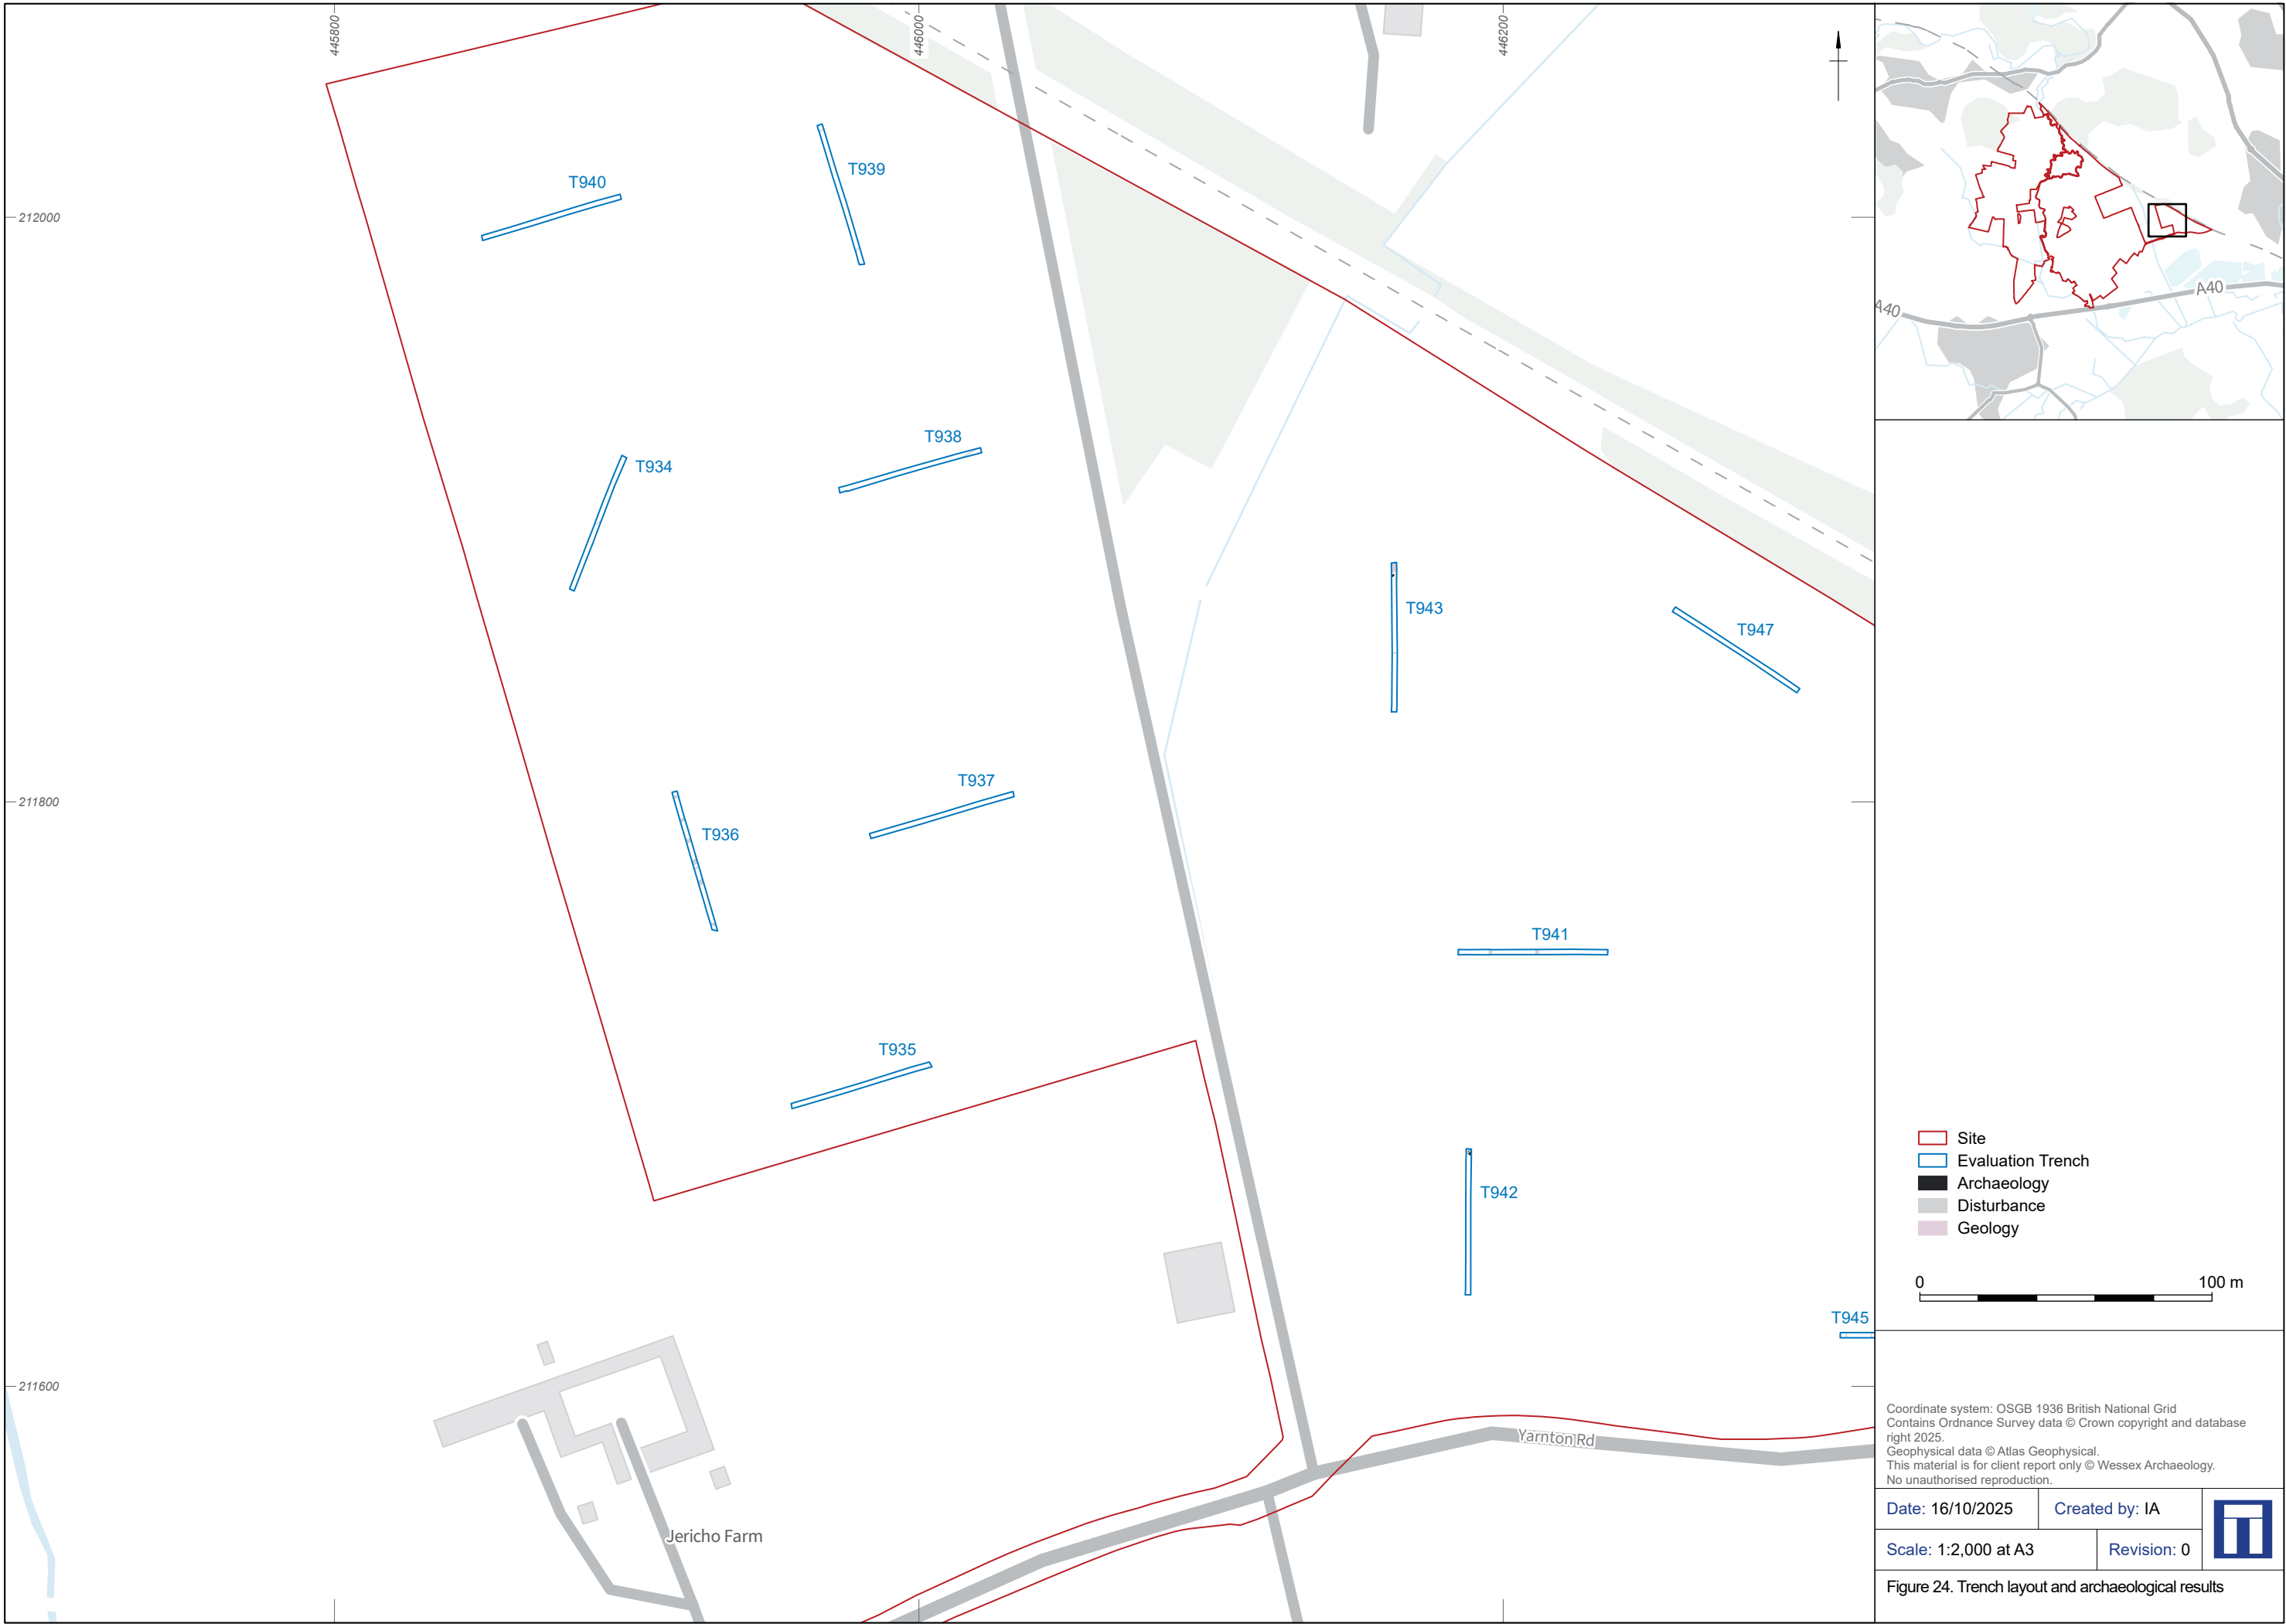 445800
446000
446200
212000
211800
211600
T940
T939
T938
T934
T943
T947
T937
T936
T941
T935
T942
T945
Yarnton Rd
Jericho Farm
A40
A40
Site
Evaluation Trench
Archaeology
Disturbance
Geology
0 100 m
Coordinate system: OSGB 1936 British National Grid
Contains Ordnance Survey data © Crown copyright and database
right 2025.
Geophysical data © Atlas Geophysical.
This material is for client report only © Wessex Archaeology.
No unauthorised reproduction.
Date: 16/10/2025 Created by: IA
Scale: 1:2,000 at A3 Revision: 0
Figure 24. Trench layout and archaeological results